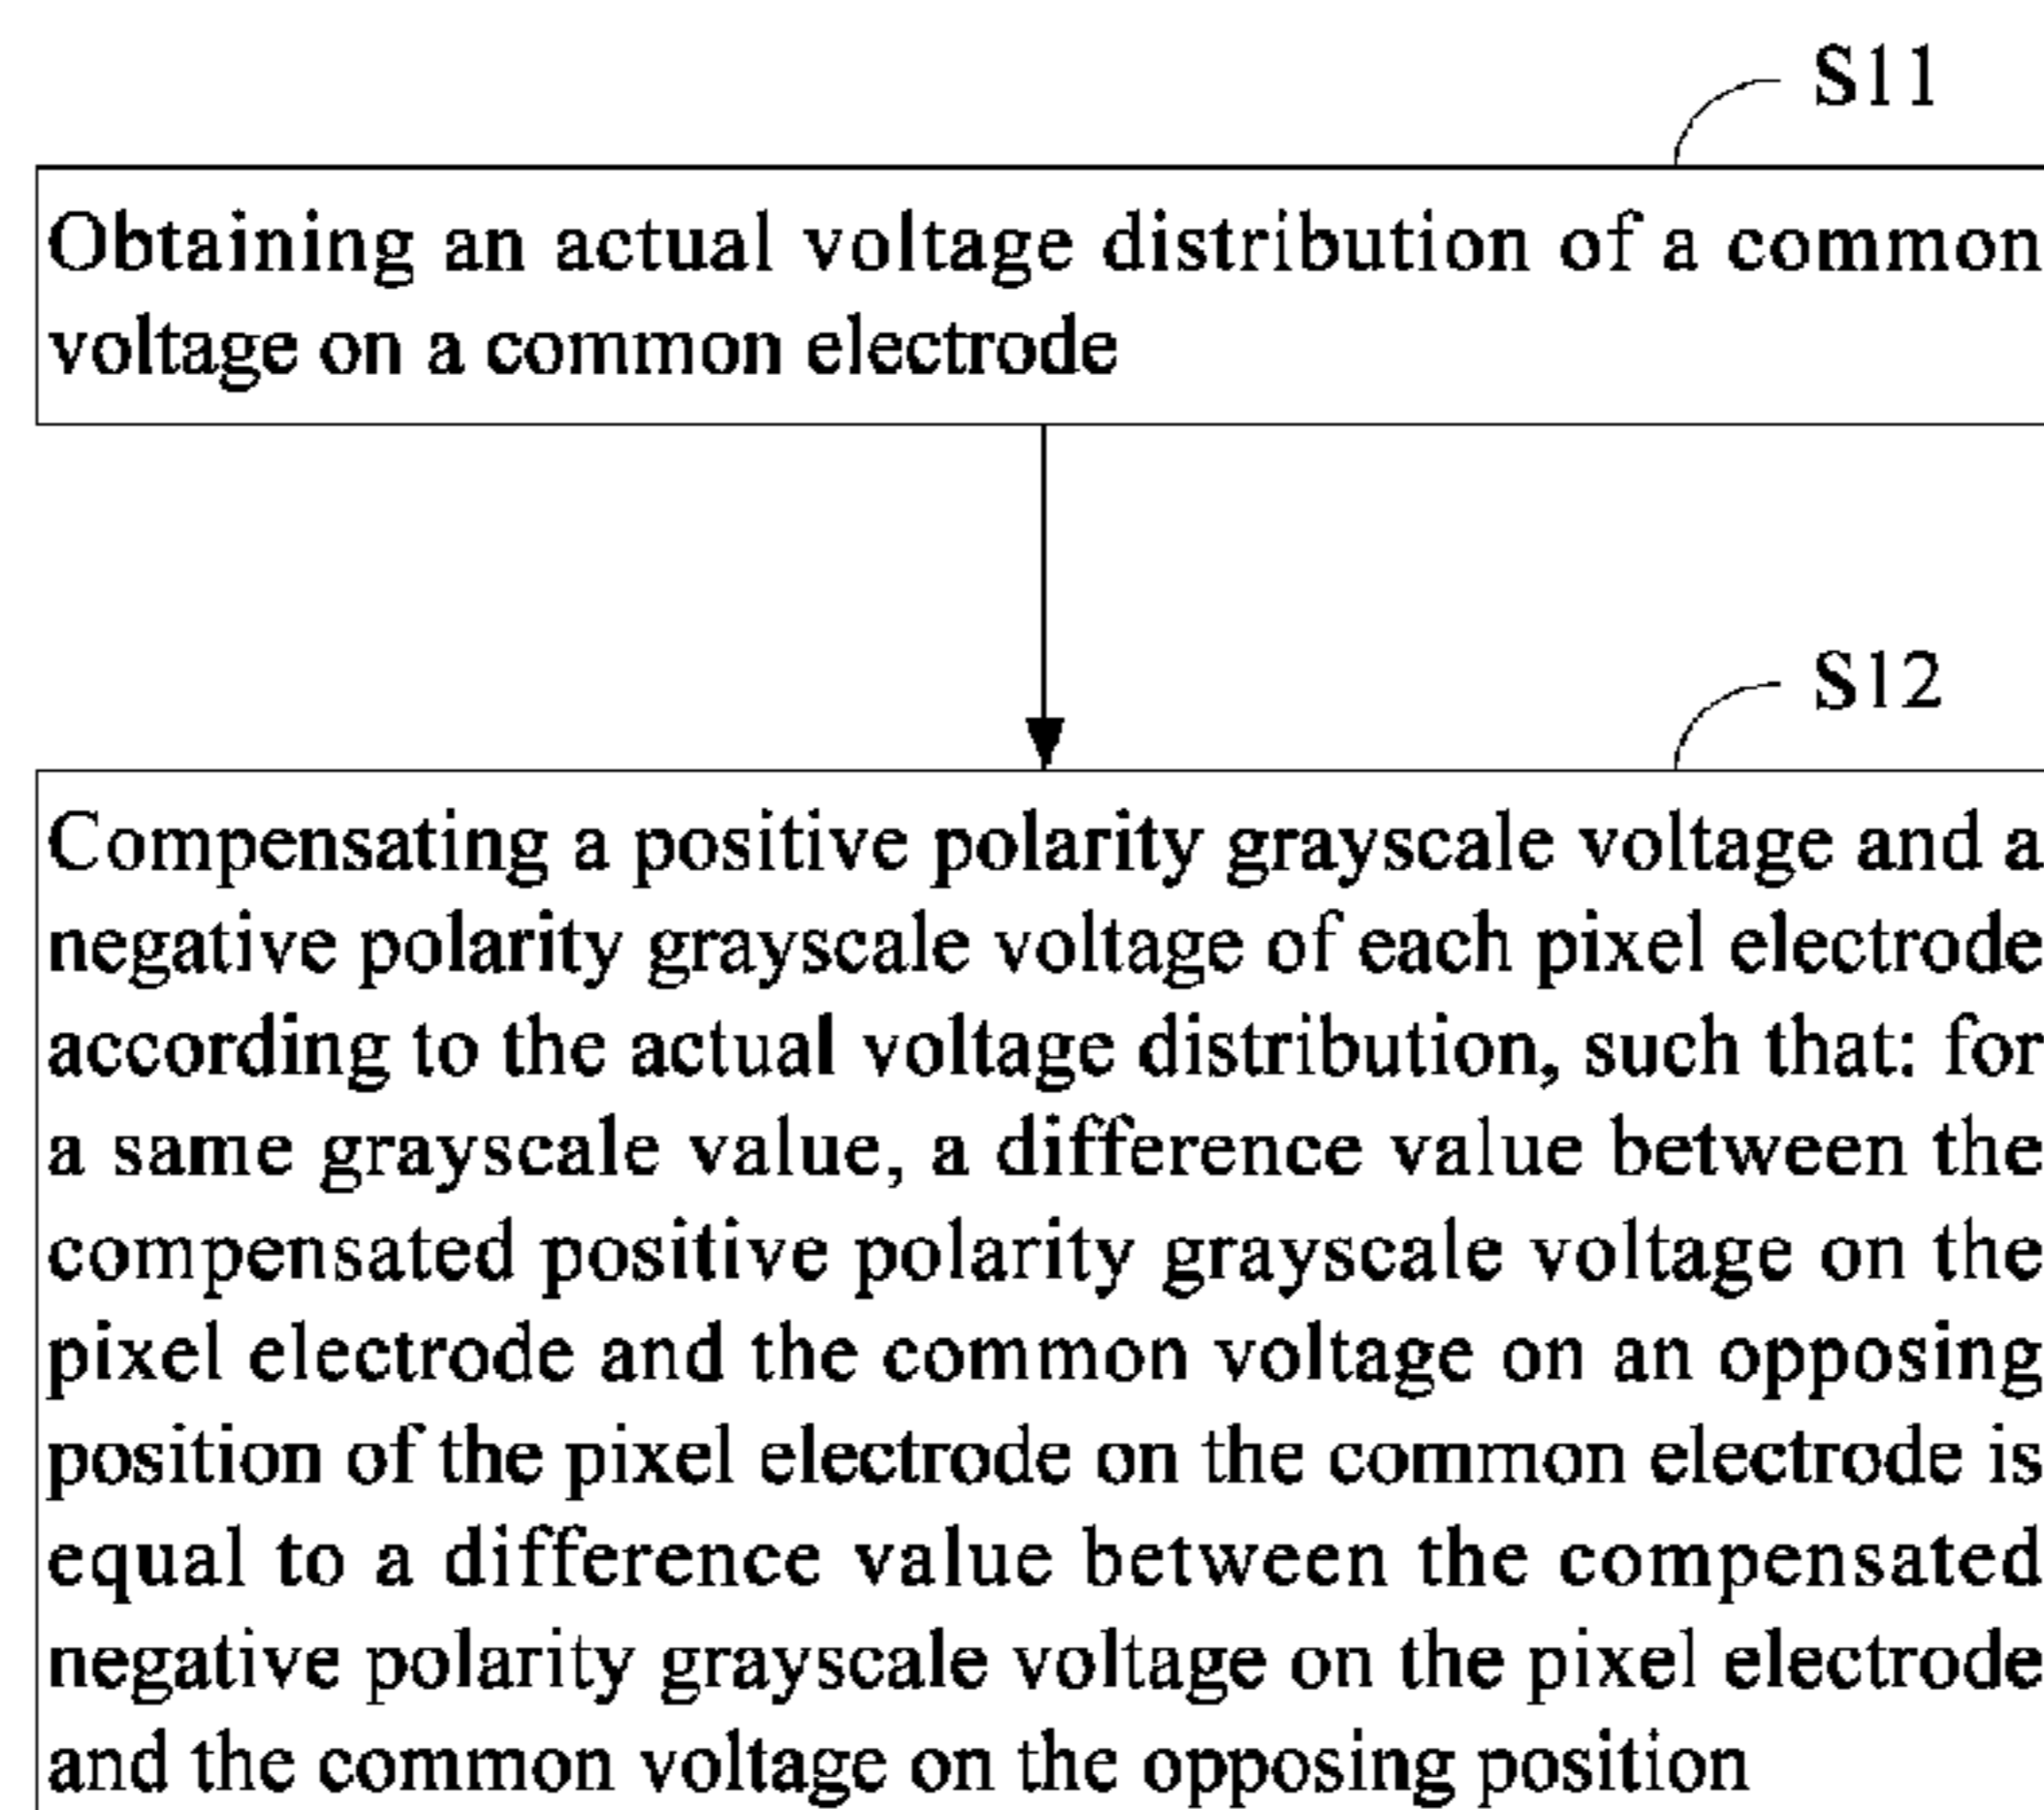 S11
Obtaining an actual voltage distribution of a common
voltage on a common electrode
S12
Compensating a positive polarity grayscale voltage and a
negative polarity grayscale voltage of each pixel electrode
according to the actual voltage distribution, such that: for
a same grayscale value, a difference value between the
compensated positive polarity grayscale voltage on the
pixel electrode and the common voltage on an opposing
position of the pixel electrode on the common electrode is
equal to a difference value between the compensated
negative polarity grayscale voltage on the pixel electrode
and the common voltage on the opposing position